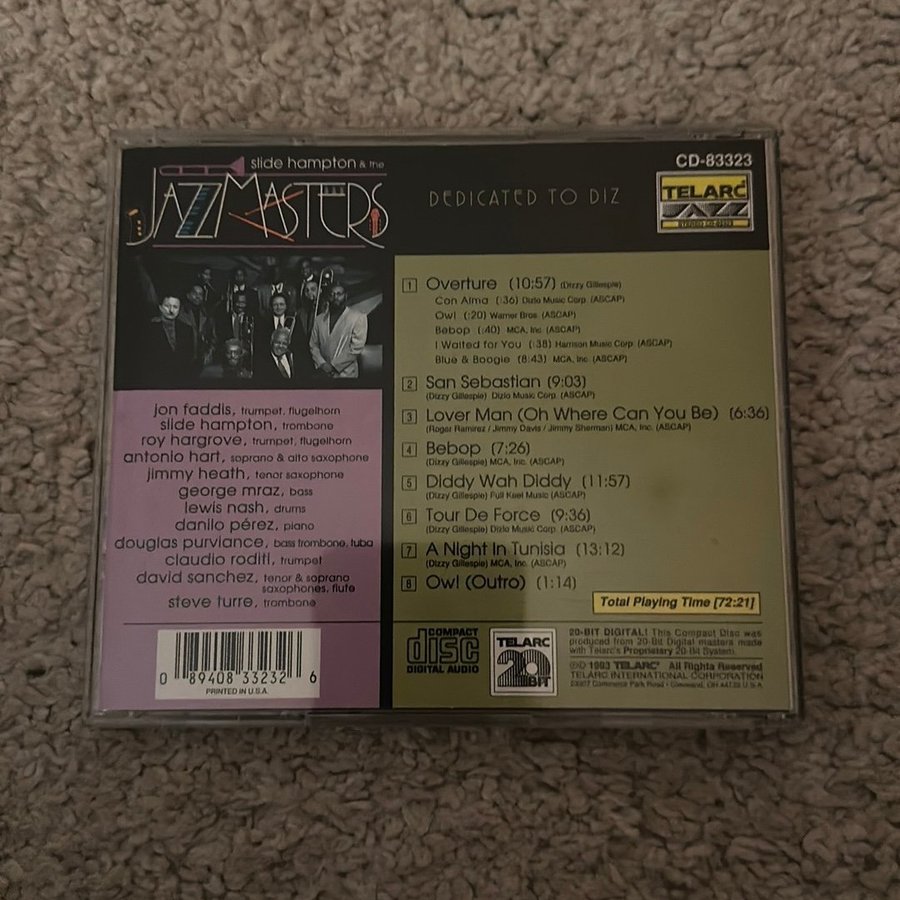 slide hampton & the
JAZZMASTERS
DEDICATED TO DIZ
CD-83323
TELARC
JAZZ
STEREO CD-83323
1 Overture (10:57) (Dizzy Gillespie)
Con Alma (:36) Dizlo Music Corp. (ASCAP)
Ow! (:20) Warner Bros. (ASCAP)
Bebop (:40) MCA, Inc. (ASCAP)
I Waited for You (:38) Harrison Music Corp. (ASCAP)
Blue & Boogie (8:43) MCA, Inc. (ASCAP)
2 San Sebastian (9:03)
(Dizzy Gillespie) Dizlo Music Corp. (ASCAP)
3 Lover Man (Oh Where Can You Be) (6:36)
(Roger Ramirez / Jimmy Davis / Jimmy Sherman) MCA, Inc. (ASCAP)
4 Bebop (7:26)
(Dizzy Gillespie) MCA, Inc. (ASCAP)
5 Diddy Wah Diddy (11:57)
(Dizzy Gillespie) Full Keel Music (ASCAP)
6 Tour De Force (9:36)
(Dizzy Gillespie) Dizlo Music Corp. (ASCAP)
7 A Night In Tunisia (13:12)
(Dizzy Gillespie) MCA, Inc. (ASCAP)
8 Ow! (Outro) (1:14)
Total Playing Time [72:21]
jon faddis, trumpet, flugelhorn
slide hampton, trombone
roy hargrove, trumpet, flugelhorn
antonio hart, soprano & alto saxophone
jimmy heath, tenor saxophone
george mraz, bass
lewis nash, drums
danilo pérez, piano
douglas purviance, bass trombone, tuba
claudio roditi, trumpet
david sanchez, tenor & soprano
saxophones, flute
steve turre, trombone
0 89408 33232 6
PRINTED IN U.S.A.
COMPACT
disc
DIGITAL AUDIO
TELARC
20
BIT
20-BIT DIGITAL! This Compact Disc was
produced from 20-Bit Digital masters made
with Telarc's Proprietary 20-Bit System.
℗© 1993 TELARC® All Rights Reserved
TELARC INTERNATIONAL CORPORATION
23307 Commerce Park Road • Cleveland, OH 44122 U.S.A.